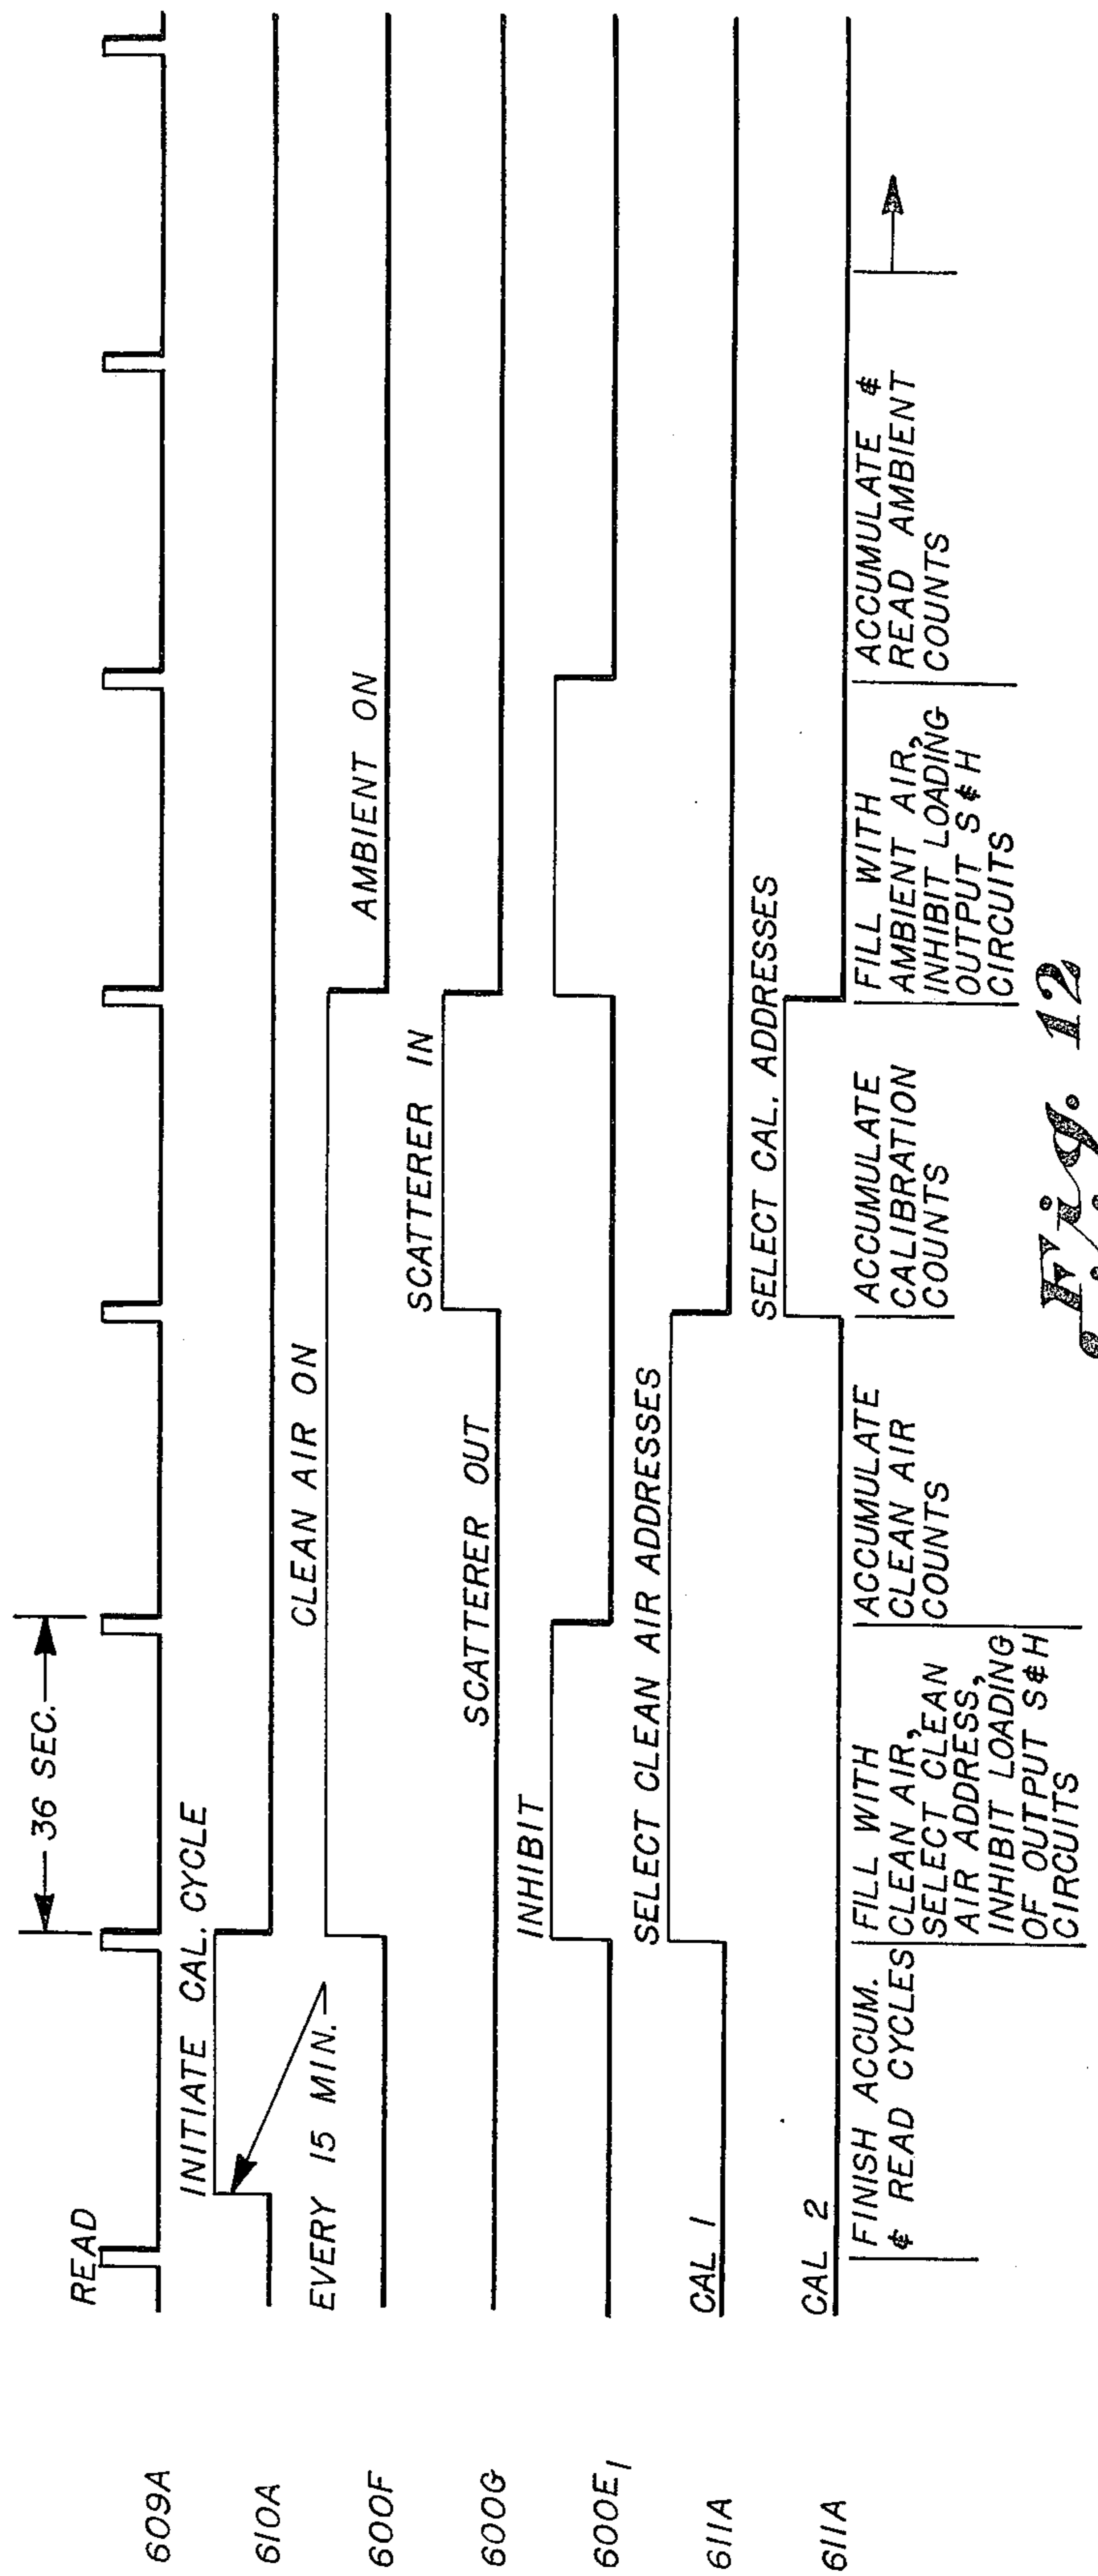 READ
36 SEC.
609A
INITIATE CAL. CYCLE
610A
EVERY 15 MIN.
CLEAN AIR ON
AMBIENT ON
600F
SCATTERER OUT
SCATTERER IN
600G
INHIBIT
600E1
SELECT CLEAN AIR ADDRESSES
CAL 1
611A
SELECT CAL. ADDRESSES
CAL 2
611A
FINISH ACCUM.
& READ CYCLES
FILL WITH
CLEAN AIR,
SELECT CLEAN
AIR ADDRESS,
INHIBIT LOADING
OF OUTPUT S&H
CIRCUITS
ACCUMULATE
CLEAN AIR
COUNTS
ACCUMULATE
CALIBRATION
COUNTS
FILL WITH
AMBIENT AIR,
INHIBIT LOADING
OUTPUT S&H
CIRCUITS
ACCUMULATE &
READ AMBIENT
COUNTS
Fig. 12